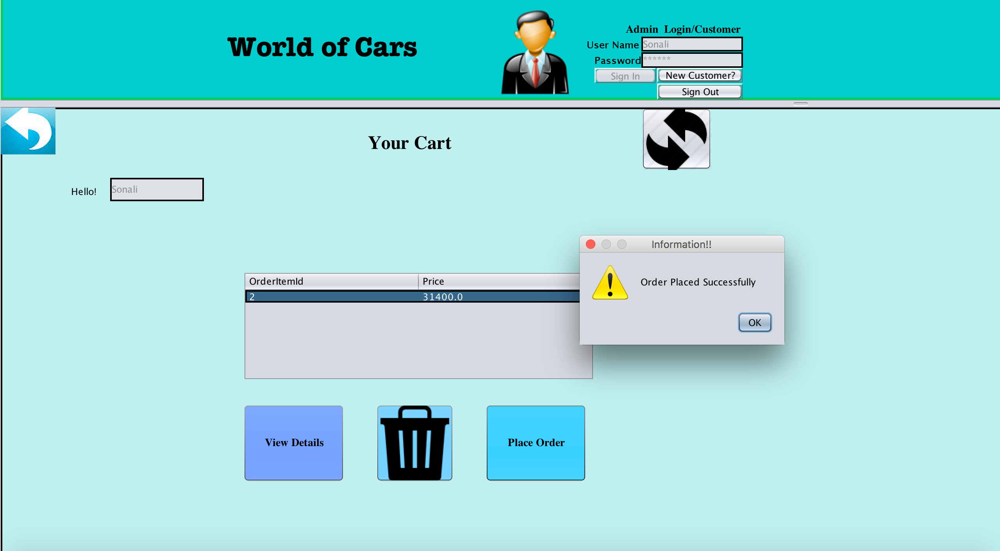 World of Cars
Admin Login/Customer
User Name Sonali
Password ******
Sign In New Customer?
Sign Out
Your Cart
Hello! Sonali
Information!!
Order Placed Successfully
OK
OrderItemId Price
2 31400.0
View Details
Place Order